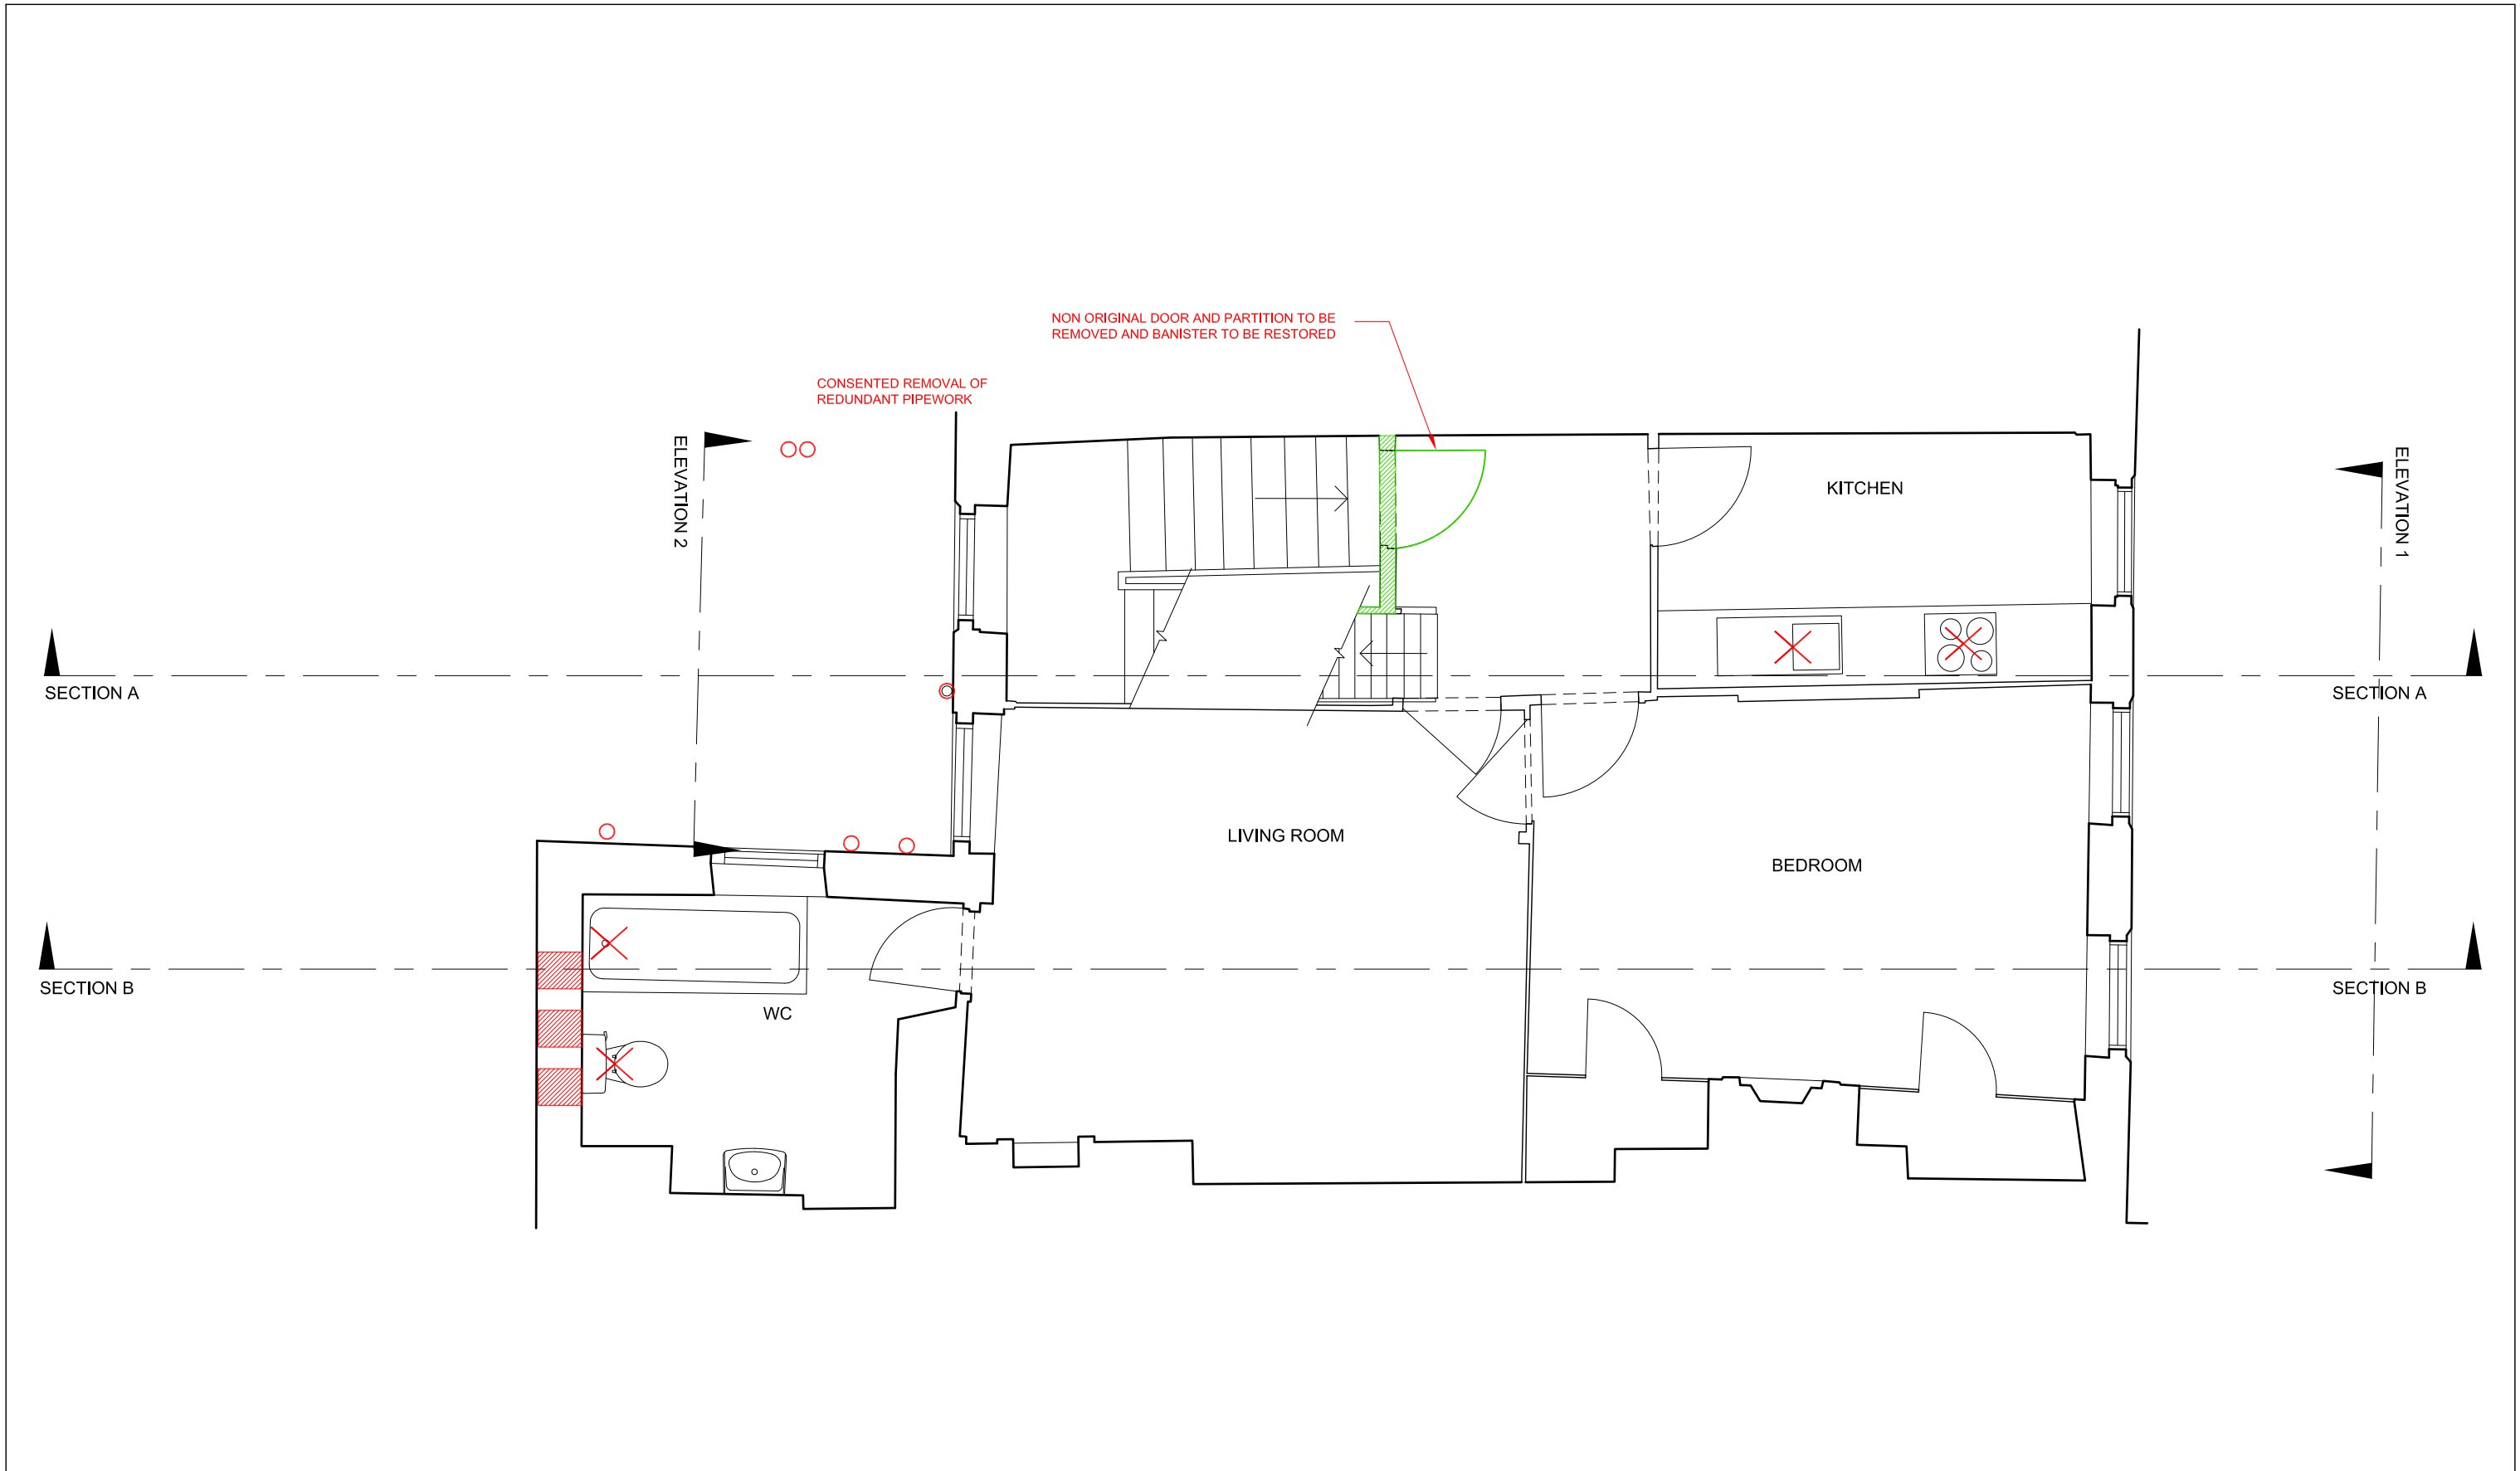 NON ORIGINAL DOOR AND PARTITION TO BE
REMOVED AND BANISTER TO BE RESTORED
CONSENTED REMOVAL OF
REDUNDANT PIPEWORK
ELEVATION 2
ELEVATION 1
KITCHEN
SECTION A
SECTION A
LIVING ROOM
BEDROOM
SECTION B
SECTION B
WC